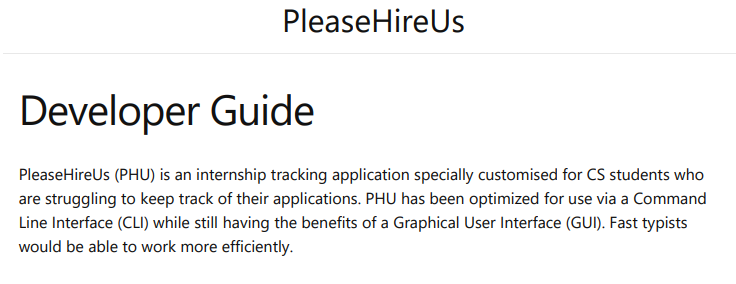 PleaseHireUs
Developer Guide
PleaseHireUs (PHU) is an internship tracking application specially customised for CS students who
are struggling to keep track of their applications. PHU has been optimized for use via a Command
Line Interface (CLI) while still having the benefits of a Graphical User Interface (GUI). Fast typists
would be able to work more efficiently.